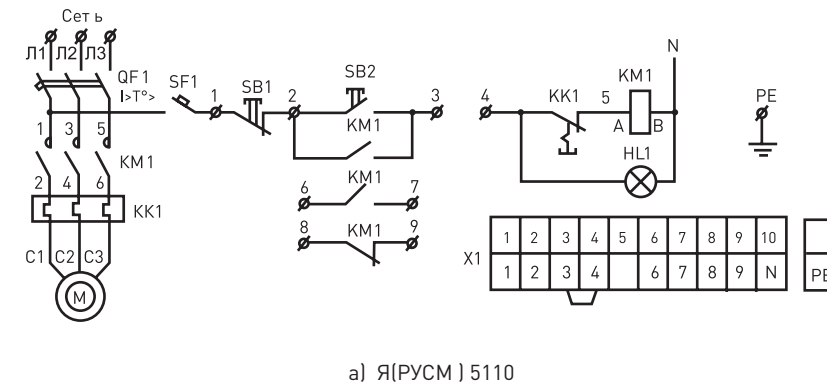 Сет ь
Л1 Л2 Л3
QF1
I>T°>
SF1
1
SB1
2
SB2
3
KM1
4
KK1
5
KM1
A
B
N
HL1
PE
1 3 5
KM1
2 4 6
KK1
C1 C2 C3
M
6
KM1
7
8
KM1
9
X1
1 2 3 4 5 6 7 8 9 10
1 2 3 4 6 7 8 9 N
PE
а) Я(РУСМ ) 5110